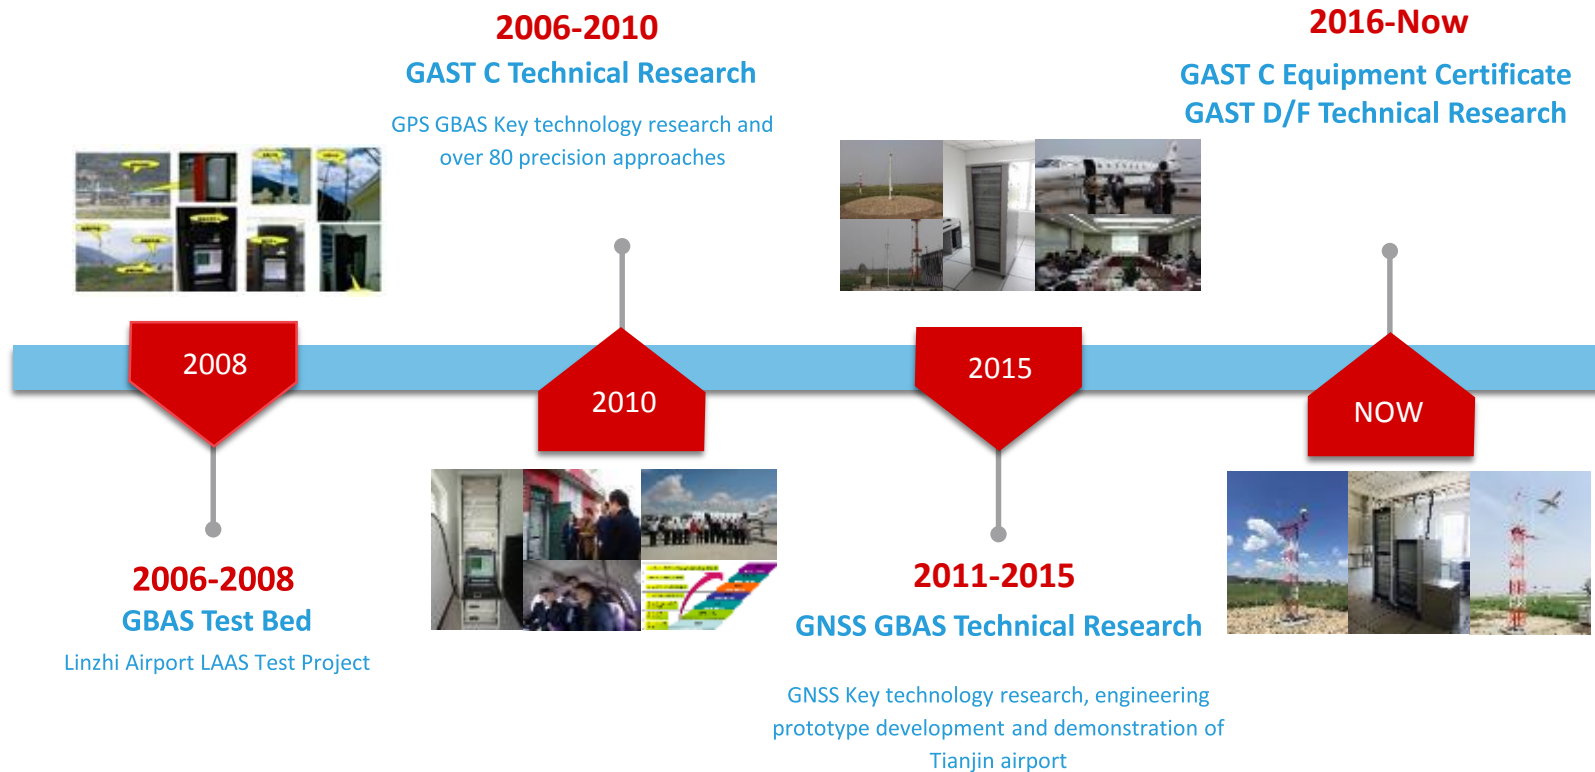 2006-2010
GAST C Technical Research
GPS GBAS Key technology research and
over 80 precision approaches
2016-Now
GAST C Equipment Certificate
GAST D/F Technical Research
2008
2010
2015
NOW
2006-2008
GBAS Test Bed
Linzhi Airport LAAS Test Project
2011-2015
GNSS GBAS Technical Research
GNSS Key technology research, engineering
prototype development and demonstration of
Tianjin airport